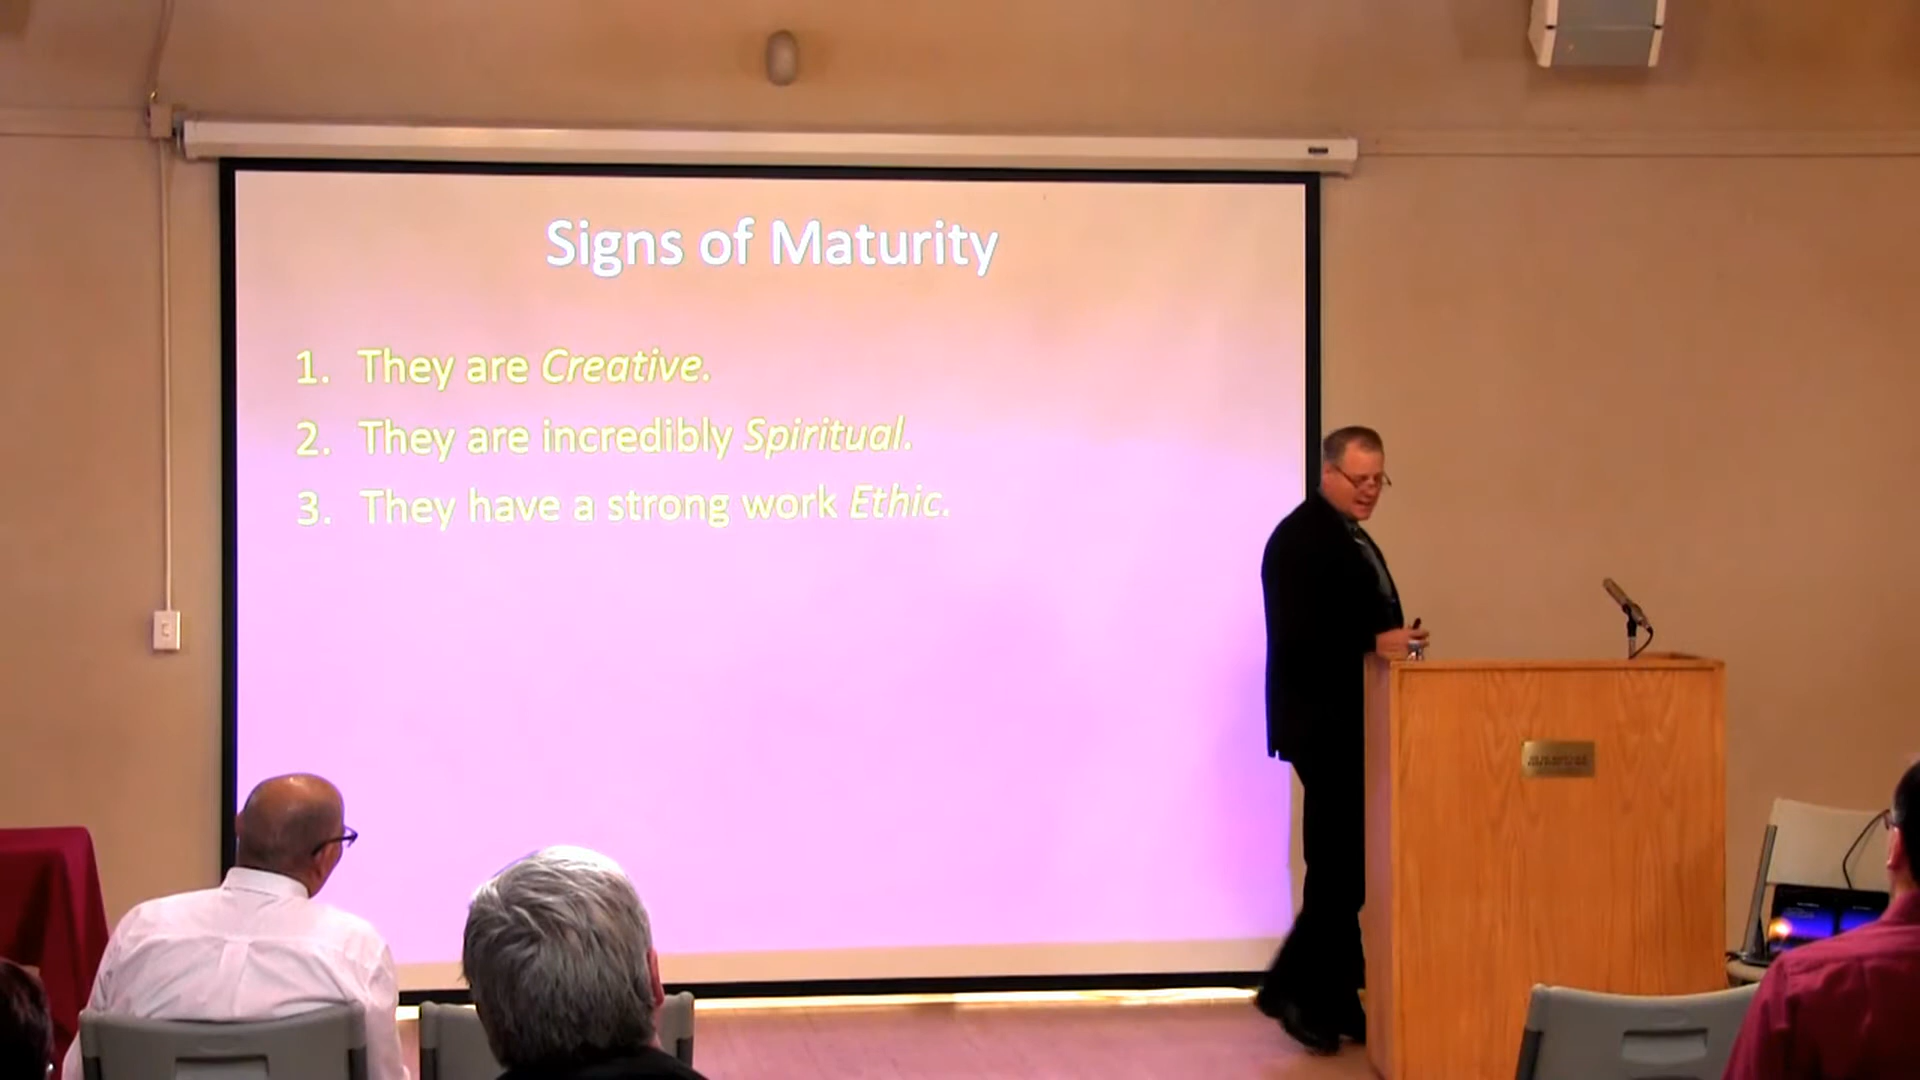 Signs of Maturity
1. They are Creative.
2. They are incredibly Spiritual.
3. They have a strong work Ethic.